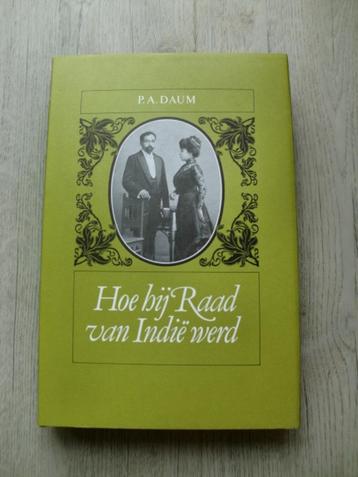 P. A. DAUM
Hoe hij Raad
van Indië werd